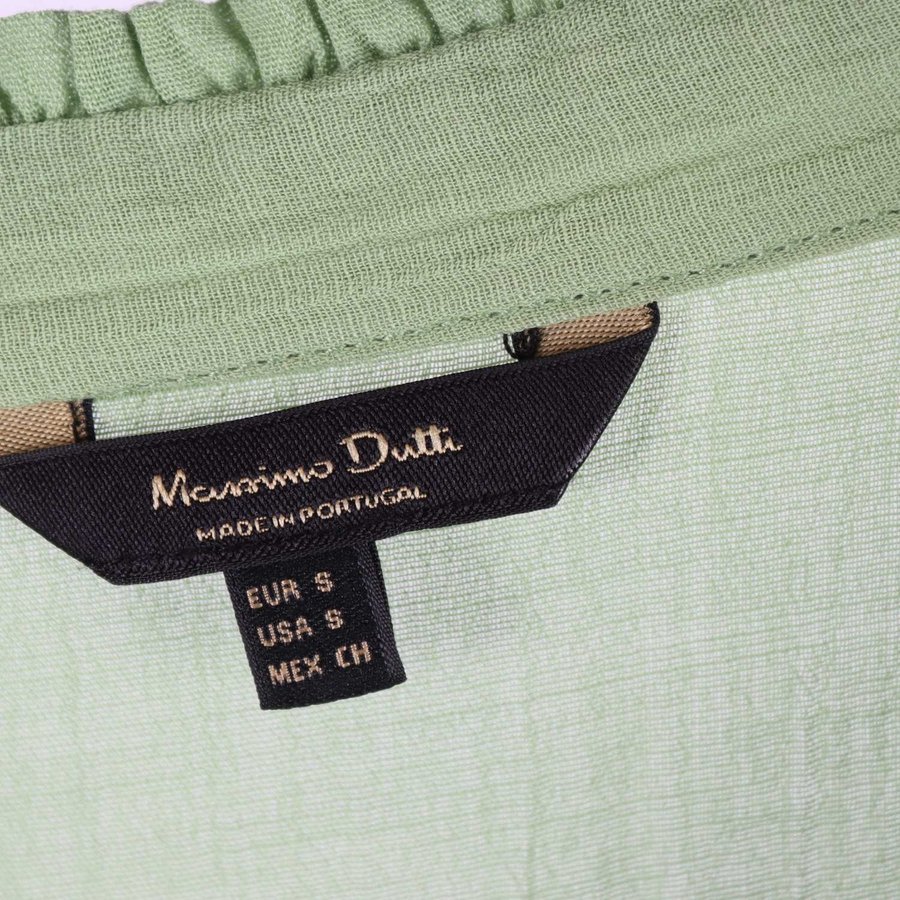 Massimo Dutti
MADE IN PORTUGAL
EUR S
USA S
MEX CH